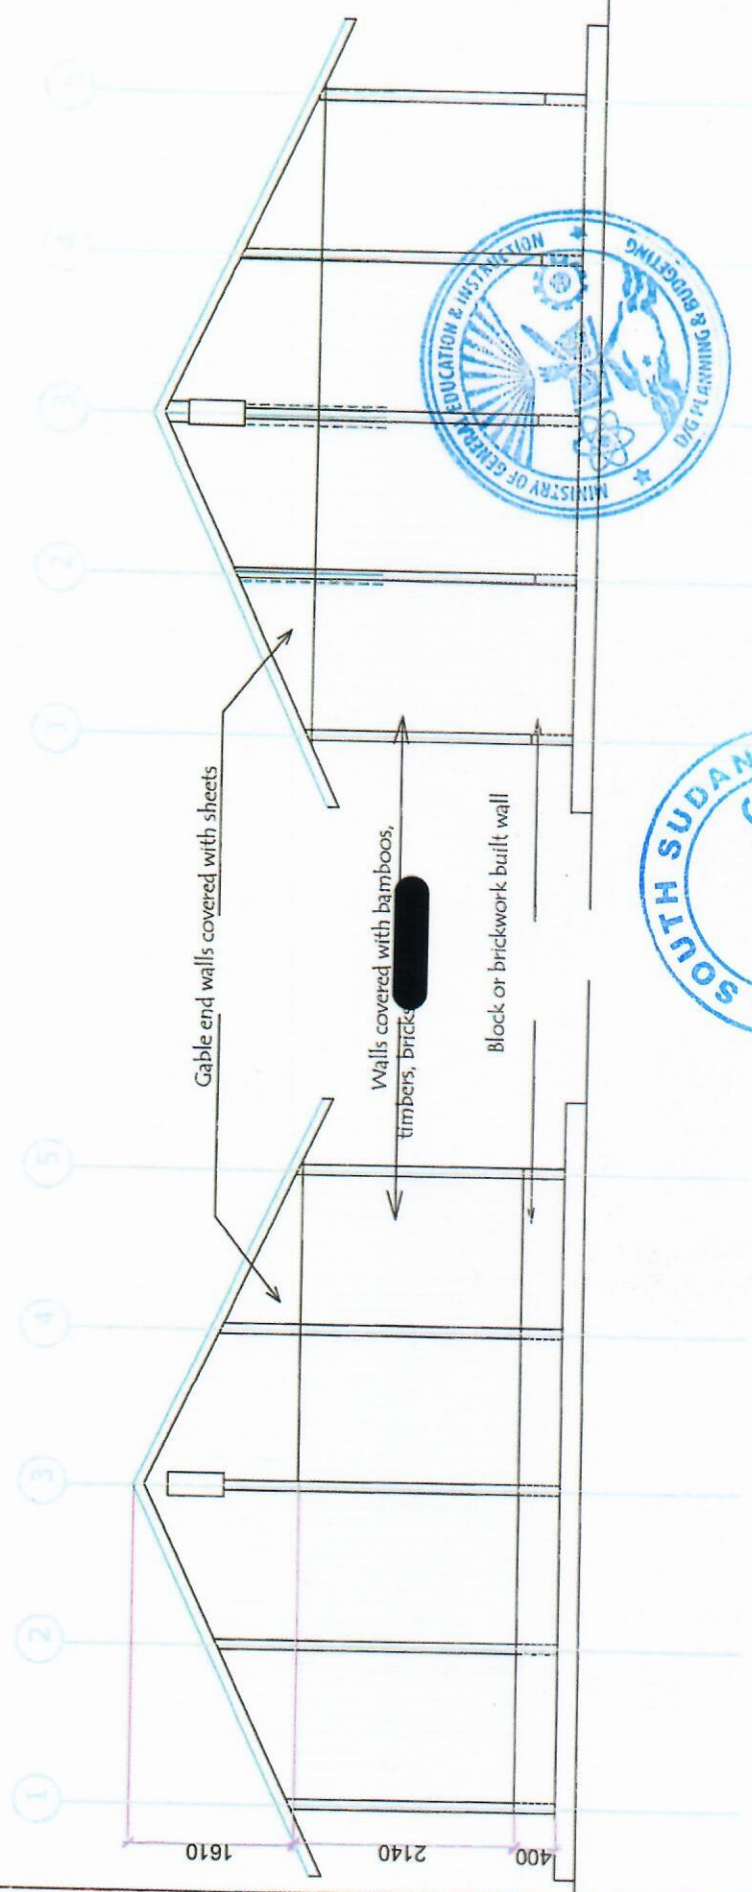 1
2
3
4
5
1
2
3
4
5
Gable end walls covered with sheets
Walls covered with bamboos,
timbers, bricks
Block or brickwork built wall
1610
2140
400
MINISTRY OF GENERAL EDUCATION & INSTRUCTION
D/G PLANNING & BUDGETING
SOUTH SUDAN